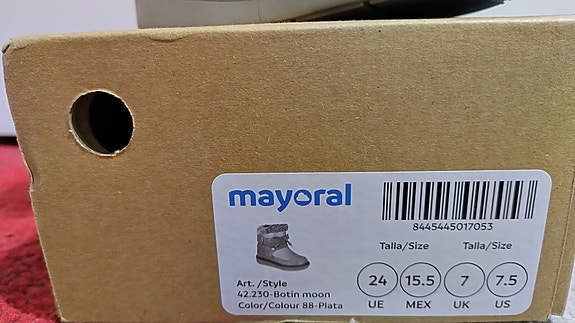 mayoral
8445445017053
Talla/Size Talla/Size
24 15.5 7 7.5
UE MEX UK US
Art. /Style
42.230-Botin moon
Color/Colour 88-Plata